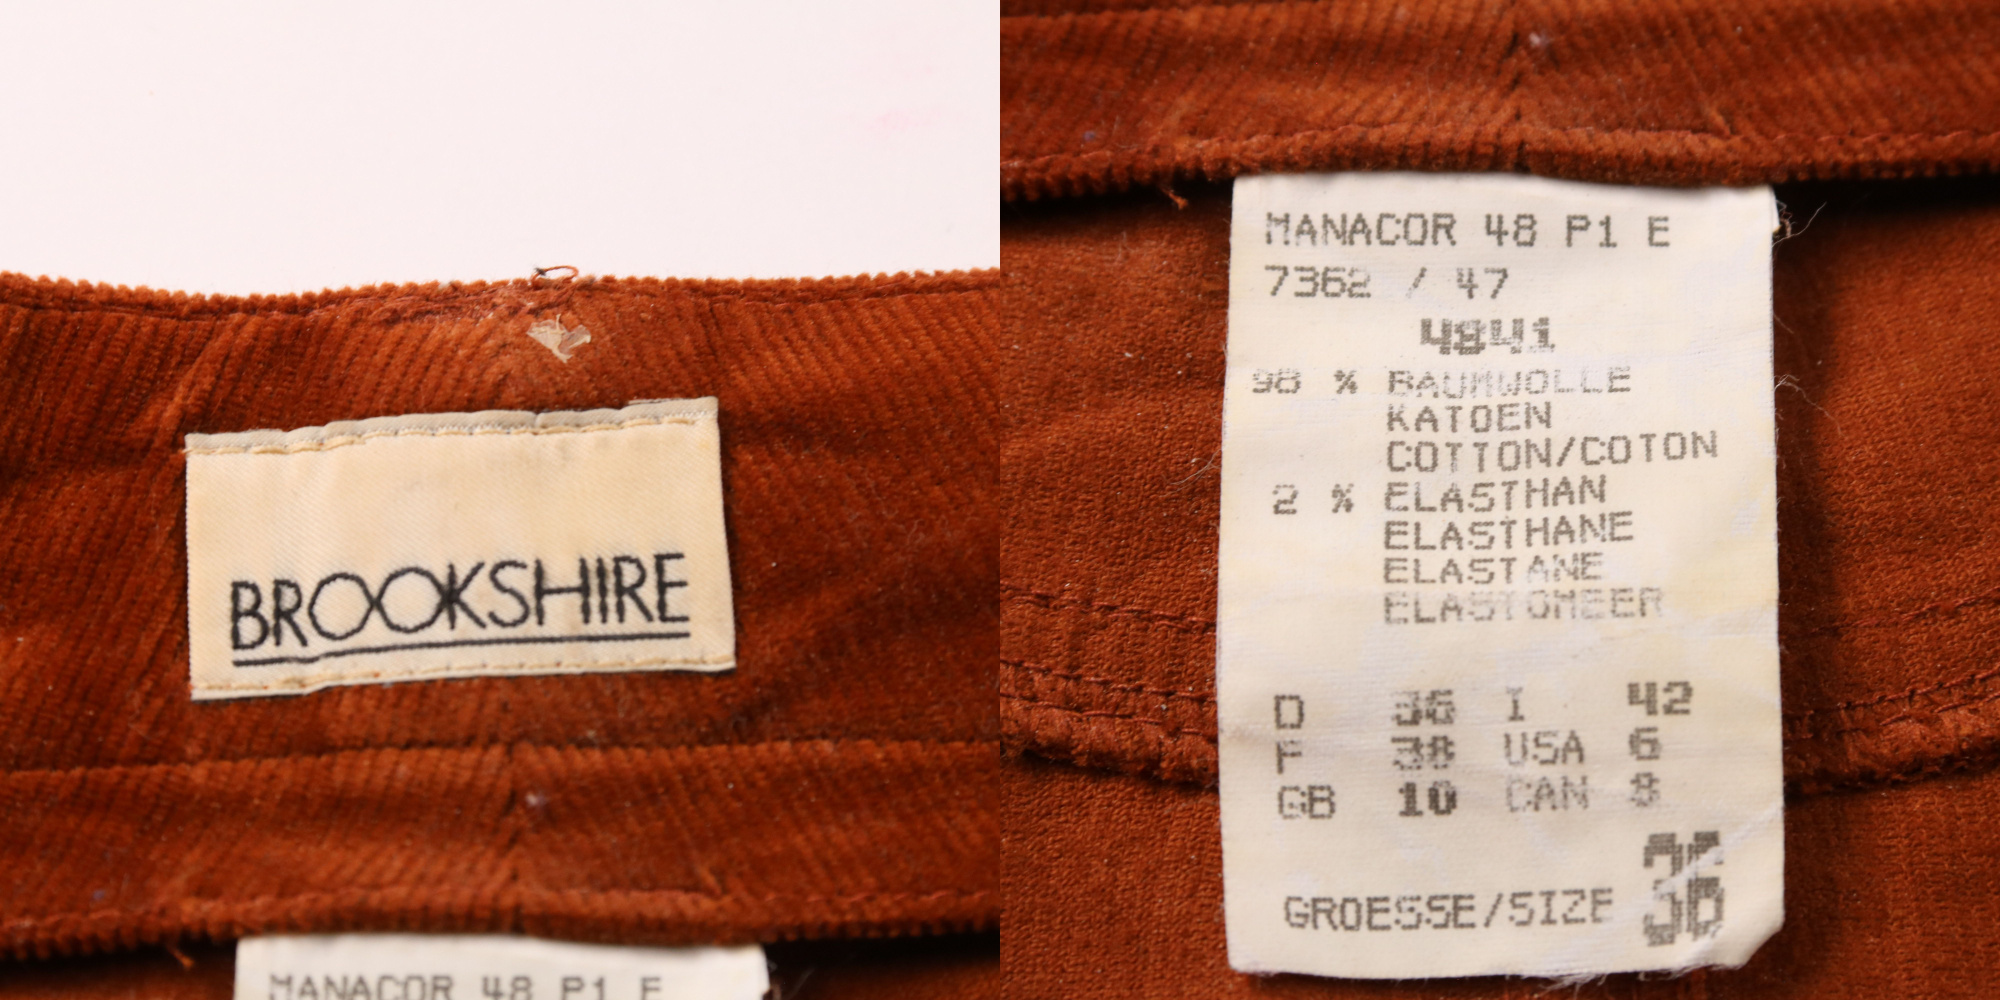 BROOKSHIRE
MANACOR 48 P1 E
MANACOR 48 P1 E
7362 / 47
4841
98 % BAUMWOLLE
KATOEN
COTTON/COTON
2 % ELASTHAN
ELASTHANE
ELASTANE
ELASTOMEER
D 36 I 42
F 38 USA 6
GB 10 CAN 8
GROESSE/SIZE 36